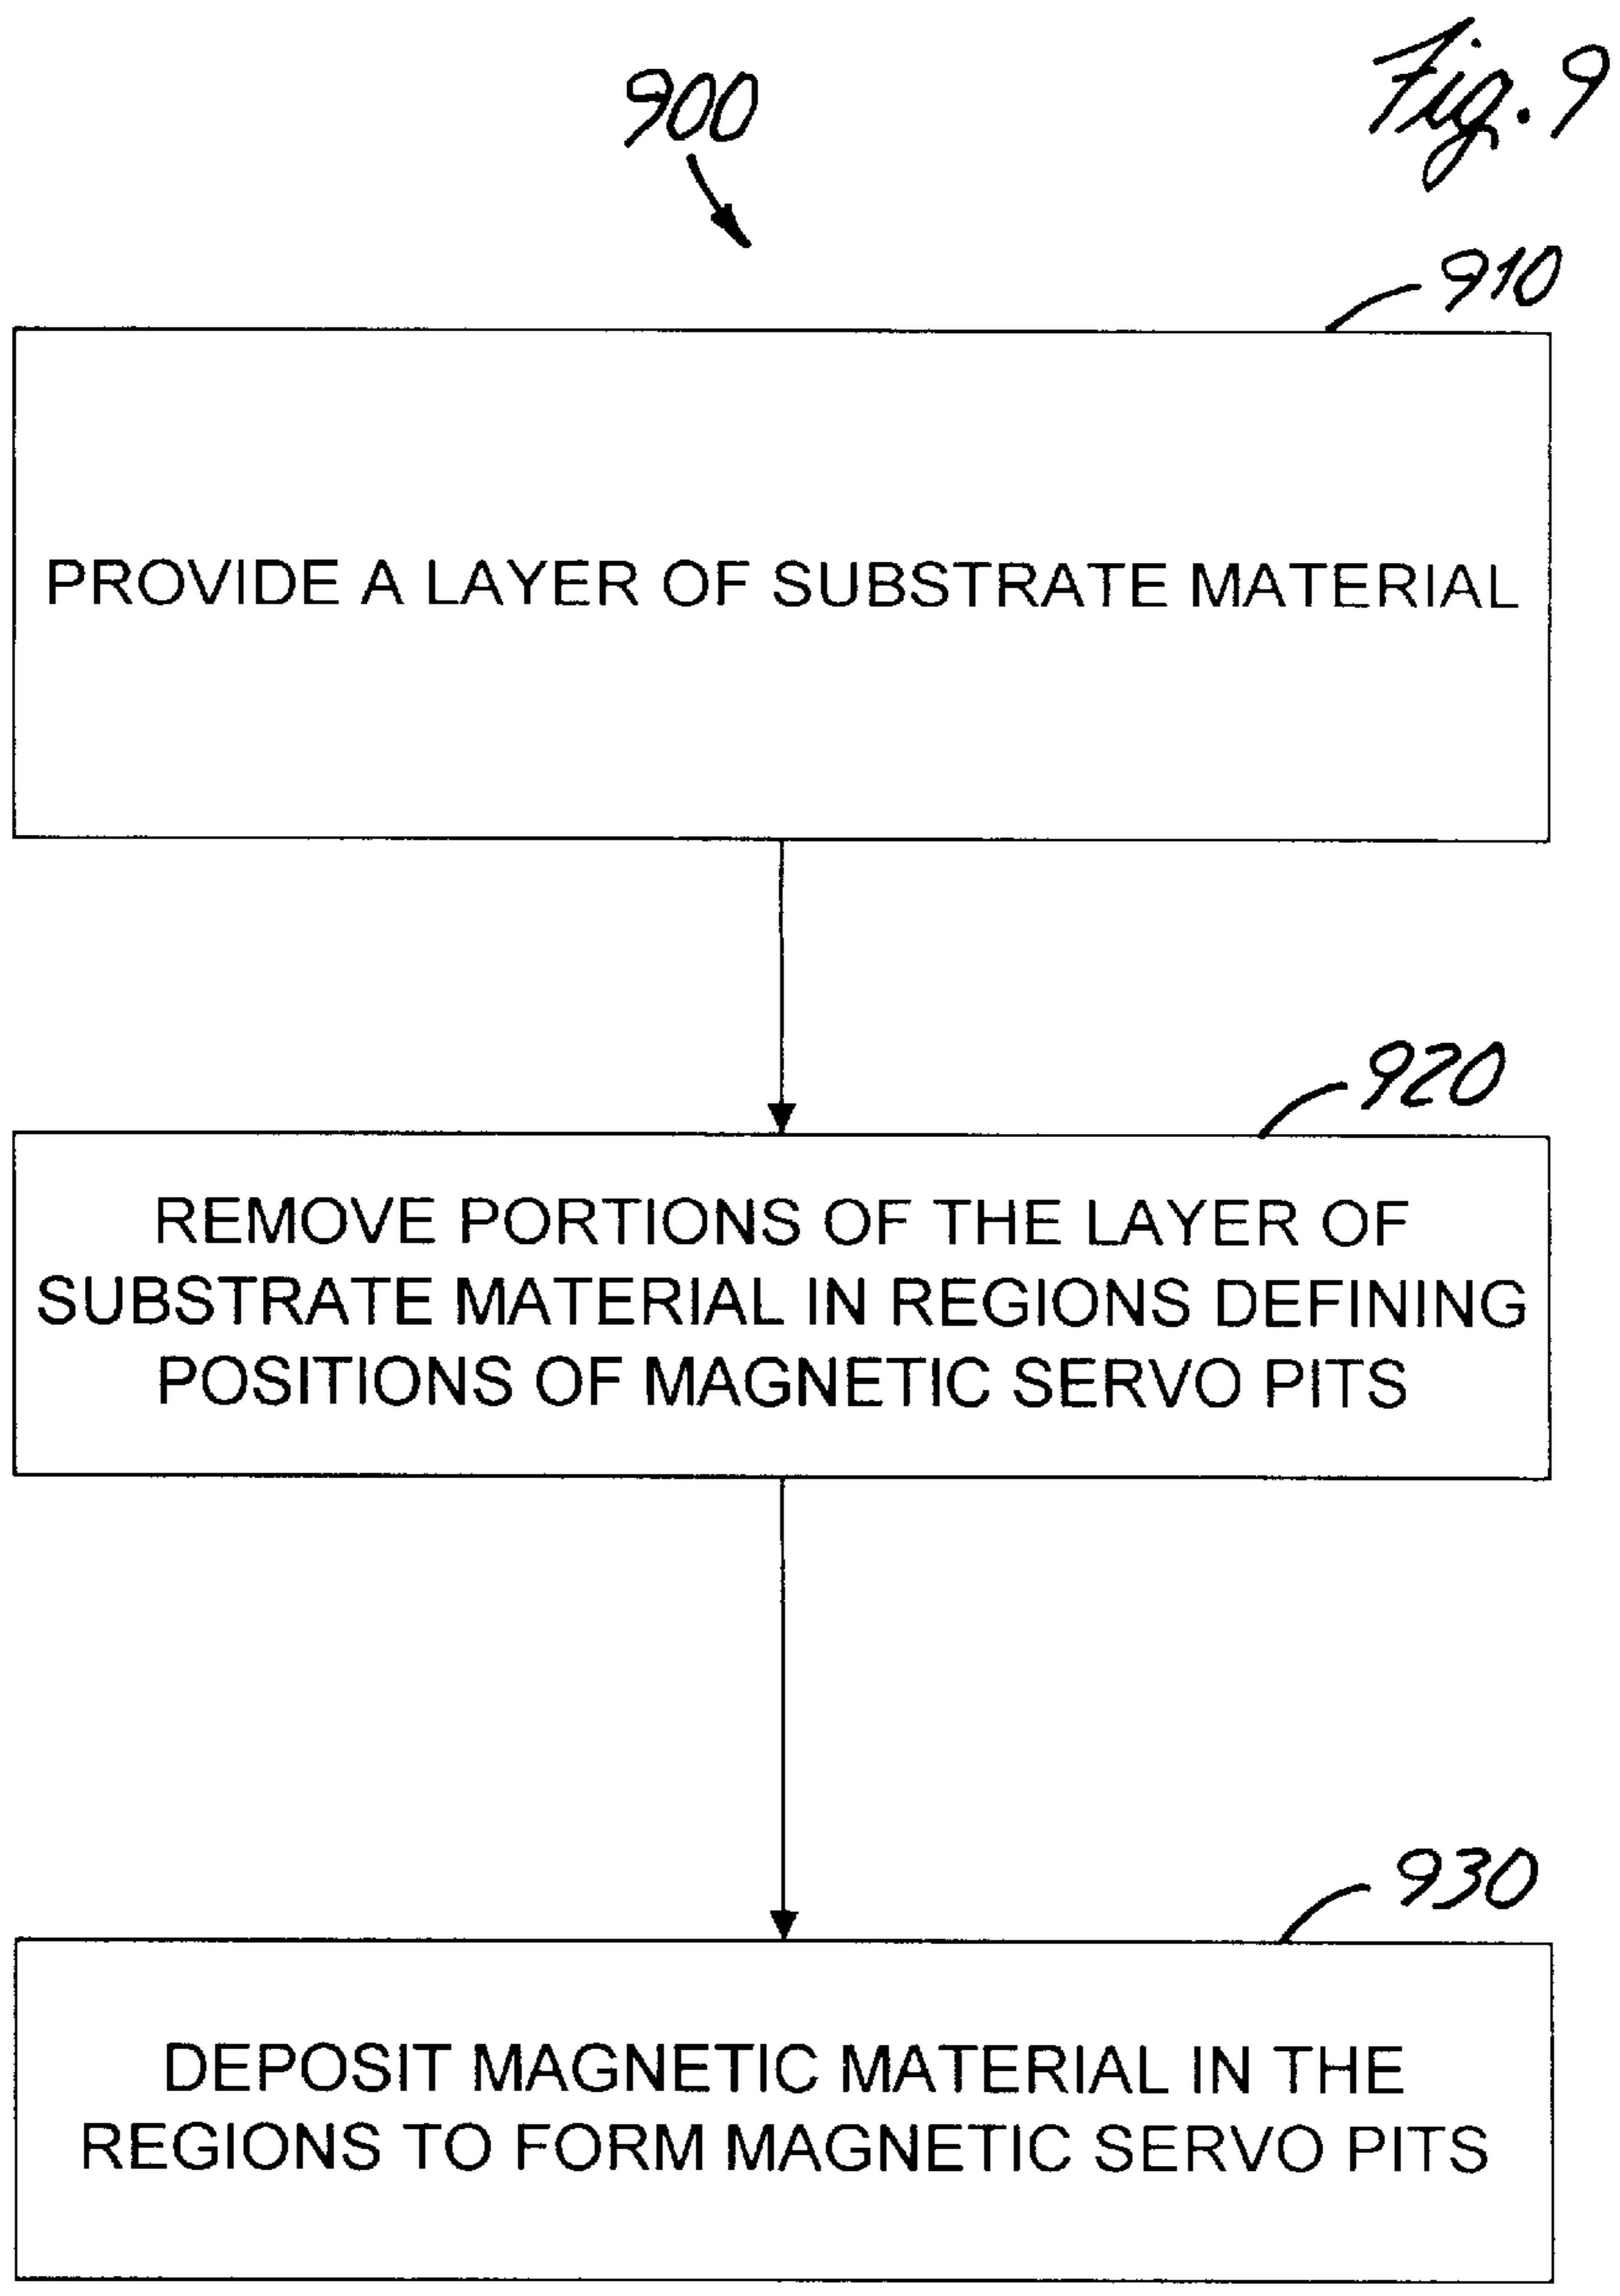 Fig. 9
900
910
PROVIDE A LAYER OF SUBSTRATE MATERIAL
920
REMOVE PORTIONS OF THE LAYER OF
SUBSTRATE MATERIAL IN REGIONS DEFINING
POSITIONS OF MAGNETIC SERVO PITS
930
DEPOSIT MAGNETIC MATERIAL IN THE
REGIONS TO FORM MAGNETIC SERVO PITS